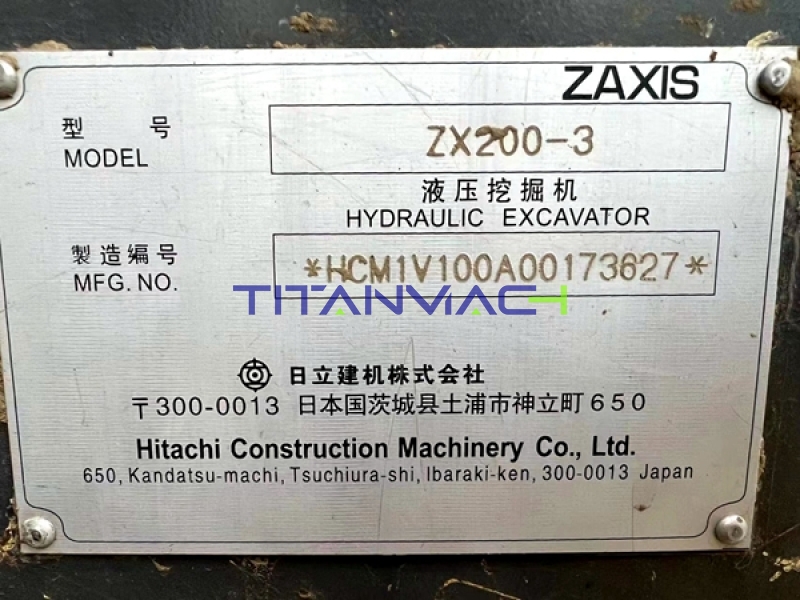 ZAXIS
型 号
MODEL
ZX200-3
液压挖掘机
HYDRAULIC EXCAVATOR
製造编号
MFG. NO.
*HCM1V100A00173627*
TITANMACH
日立建机株式会社
〒300-0013 日本国茨城县土浦市神立町650
Hitachi Construction Machinery Co., Ltd.
650, Kandatsu-machi, Tsuchiura-shi, Ibaraki-ken, 300-0013 Japan